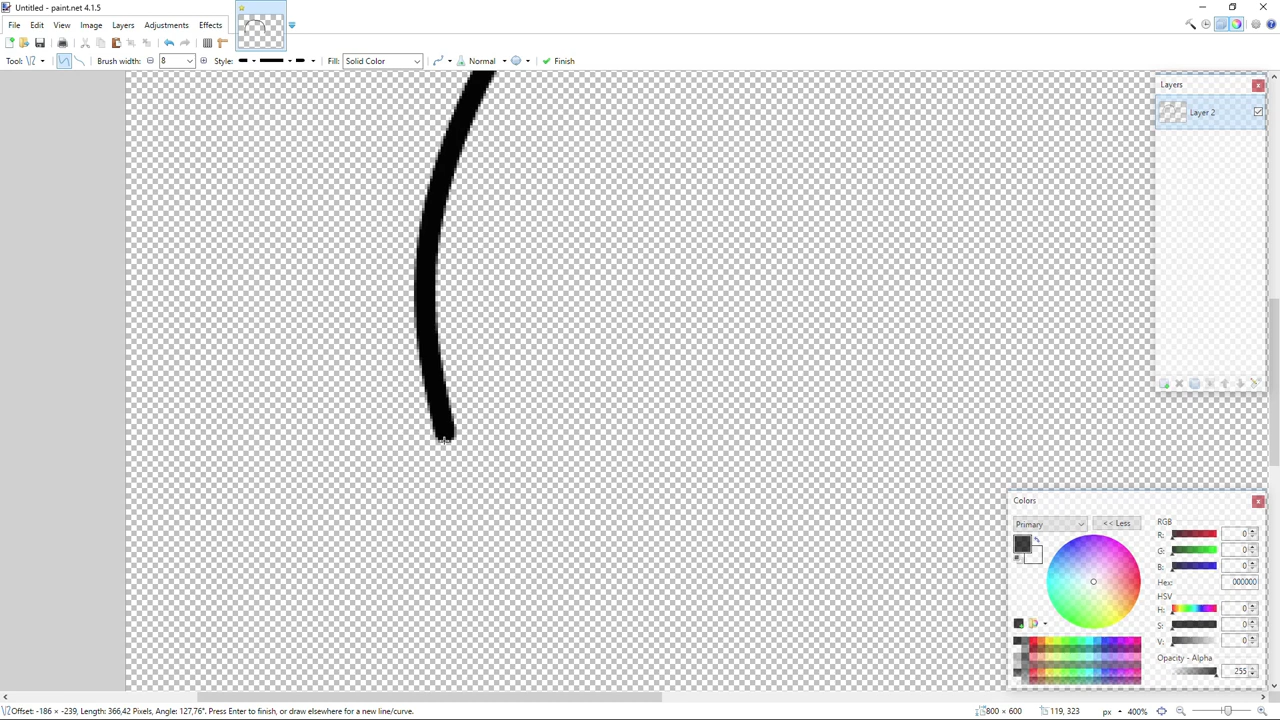 Untitled - paint.net 4.1.5
File Edit View Image Layers Adjustments Effects
Tool: Brush width: 8 Style: Fill: Solid Color Normal Finish
Layers
Layer 2
Colors
Primary << Less
RGB
R: 0
G: 0
B: 0
Hex: 000000
HSV
H: 0
S: 0
V: 0
Opacity - Alpha
255
Offset: -186 × -239, Length: 366,42 Pixels, Angle: 127,76°. Press Enter to finish, or draw elsewhere for a new line/curve. 800 × 600 119, 323 px 400%